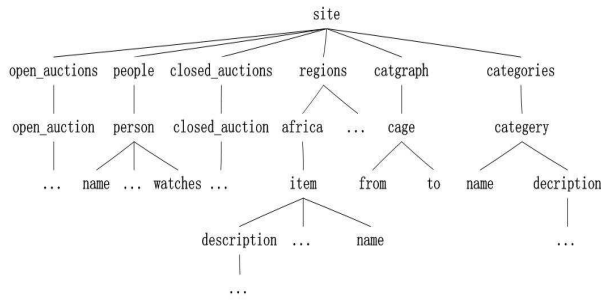 site
open_auctions people closed_auctions regions catgraph categories
open_auction person closed_auction africa ... cage categery
... name ... watches ... item from to name decription
description ... name ...
...